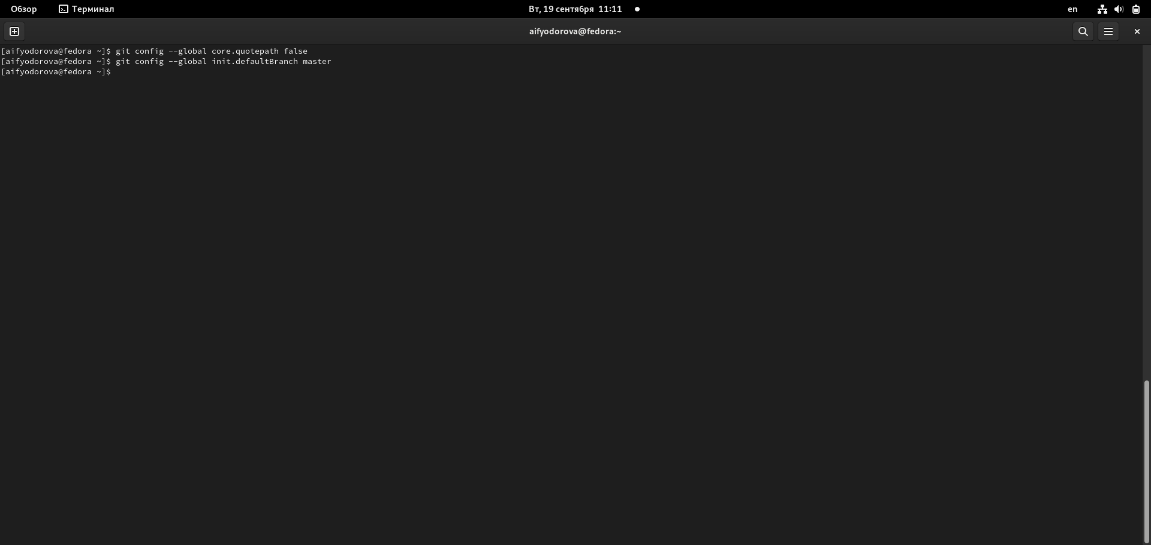 Обзор Терминал Вт, 19 сентября 11:11 en
aifyodorova@fedora:~
[aifyodorova@fedora ~]$ git config --global core.quotepath false
[aifyodorova@fedora ~]$ git config --global init.defaultBranch master
[aifyodorova@fedora ~]$